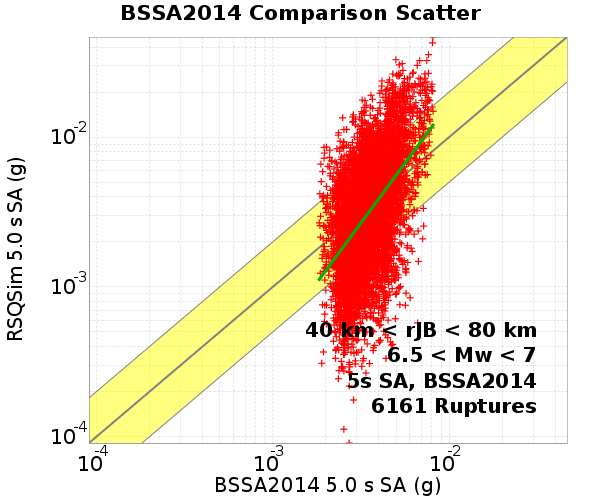 BSSA2014 Comparison Scatter
RSQSim 5.0 s SA (g)
10-2
10-3
10-4
40 km < rJB < 80 km
6.5 < Mw < 7
5s SA, BSSA2014
6161 Ruptures
10-4 10-3 10-2
BSSA2014 5.0 s SA (g)